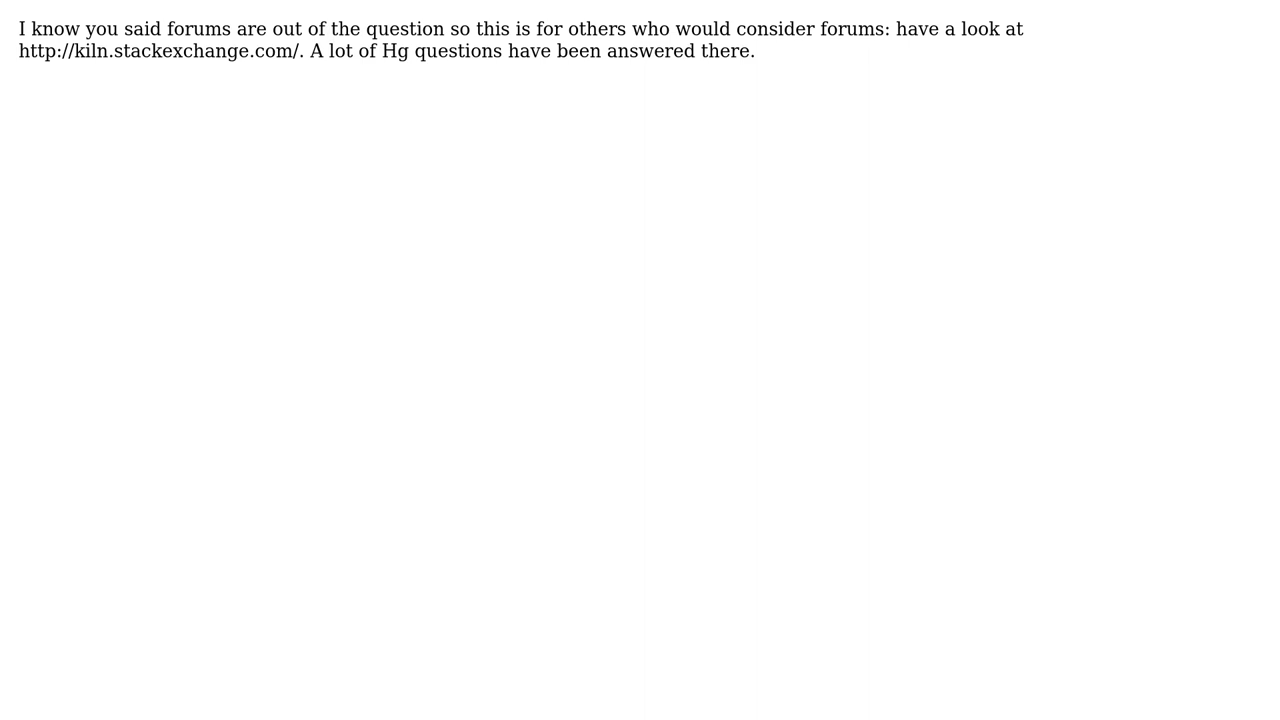 I know you said forums are out of the question so this is for others who would consider forums: have a look at
http://kiln.stackexchange.com/. A lot of Hg questions have been answered there.